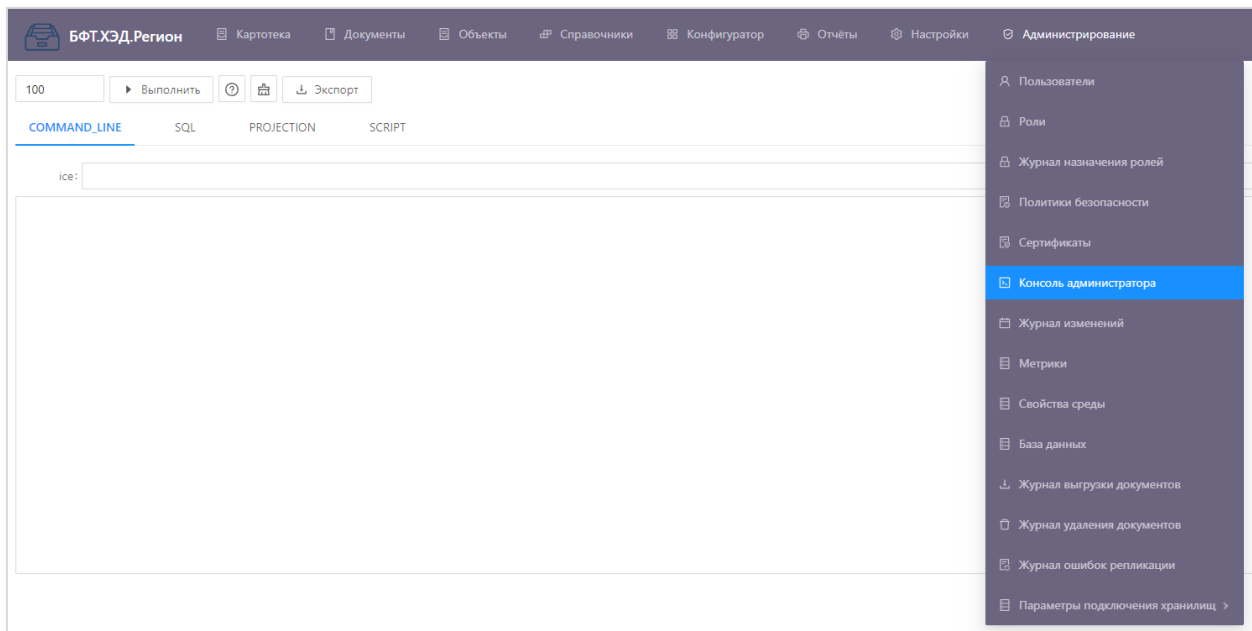 БФТ.ХЭД.Регион Картотека Документы Объекты Справочники Конфигуратор Отчёты Настройки Администрирование
100 Выполнить Экспорт
COMMAND_LINE SQL PROJECTION SCRIPT
ice:
Пользователи
Роли
Журнал назначения ролей
Политики безопасности
Сертификаты
Консоль администратора
Журнал изменений
Метрики
Свойства среды
База данных
Журнал выгрузки документов
Журнал удаления документов
Журнал ошибок репликации
Параметры подключения хранилищ >